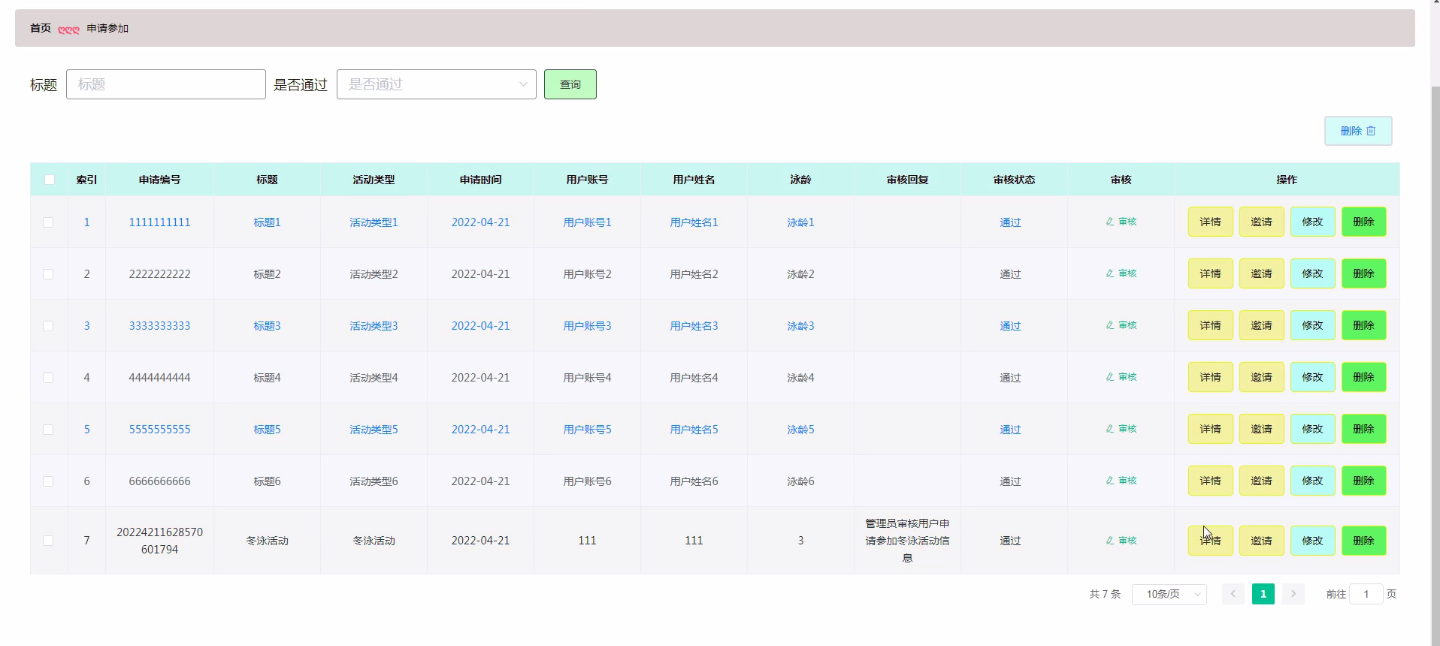 首页 申请参加
标题 标题 是否通过 是否通过 查询
删除
索引 申请编号 标题 活动类型 申请时间 用户账号 用户姓名 泳龄 审核回复 审核状态 审核 操作
1 1111111111 标题1 活动类型1 2022-04-21 用户账号1 用户姓名1 泳龄1 通过 审核 详情 邀请 修改 删除
2 2222222222 标题2 活动类型2 2022-04-21 用户账号2 用户姓名2 泳龄2 通过 审核 详情 邀请 修改 删除
3 3333333333 标题3 活动类型3 2022-04-21 用户账号3 用户姓名3 泳龄3 通过 审核 详情 邀请 修改 删除
4 4444444444 标题4 活动类型4 2022-04-21 用户账号4 用户姓名4 泳龄4 通过 审核 详情 邀请 修改 删除
5 5555555555 标题5 活动类型5 2022-04-21 用户账号5 用户姓名5 泳龄5 通过 审核 详情 邀请 修改 删除
6 6666666666 标题6 活动类型6 2022-04-21 用户账号6 用户姓名6 泳龄6 通过 审核 详情 邀请 修改 删除
7 20224211628570
601794 冬泳活动 冬泳活动 2022-04-21 111 111 3 管理员审核用户申
请参加冬泳活动信
息 通过 审核 详情 邀请 修改 删除
共 7 条 10条/页 1 前往 1 页